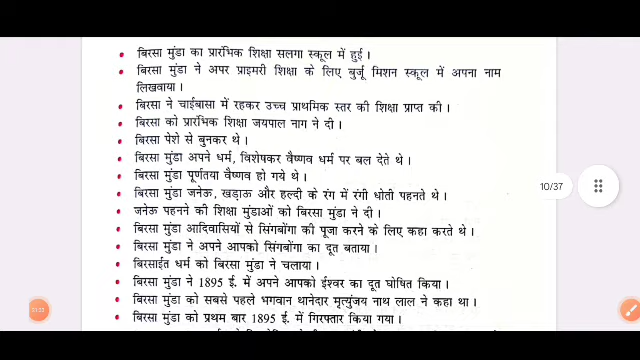 बिरसा मुंडा का प्रारंभिक शिक्षा सलगा स्कूल में हुई।
बिरसा मुंडा ने अपर प्राइमरी शिक्षा के लिए बुर्जू मिशन स्कूल में अपना नाम
लिखवाया।
बिरसा ने चाईबासा में रहकर उच्च प्राथमिक स्तर की शिक्षा प्राप्त की।
बिरसा को प्रारंभिक शिक्षा जयपाल नाग ने दी।
बिरसा पेशे से बुनकर थे।
बिरसा मुंडा अपने धर्म, विशेषकर वैष्णव धर्म पर बल देते थे।
बिरसा मुंडा पूर्णतया वैष्णव हो गये थे।
बिरसा मुंडा जनेऊ, खड़ाऊ और हल्दी के रंग में रंगी धोती पहनते थे।
जनेऊ पहनने की शिक्षा मुंडाओं को बिरसा मुंडा ने दी।
बिरसा मुंडा आदिवासियों से सिंगबोंगा की पूजा करने के लिए कहा करते थे।
बिरसा मुंडा ने अपने आपको सिंगबोंगा का दूत बताया।
बिरसाईत धर्म को बिरसा मुंडा ने चलाया।
बिरसा मुंडा ने 1895 ई. में अपने आपको ईश्वर का दूत घोषित किया।
बिरसा मुंडा को सबसे पहले भगवान थानेदार मृत्युंजय नाथ लाल ने कहा था।
बिरसा मुंडा को प्रथम बार 1895 ई. में गिरफ्तार किया गया।
10/37